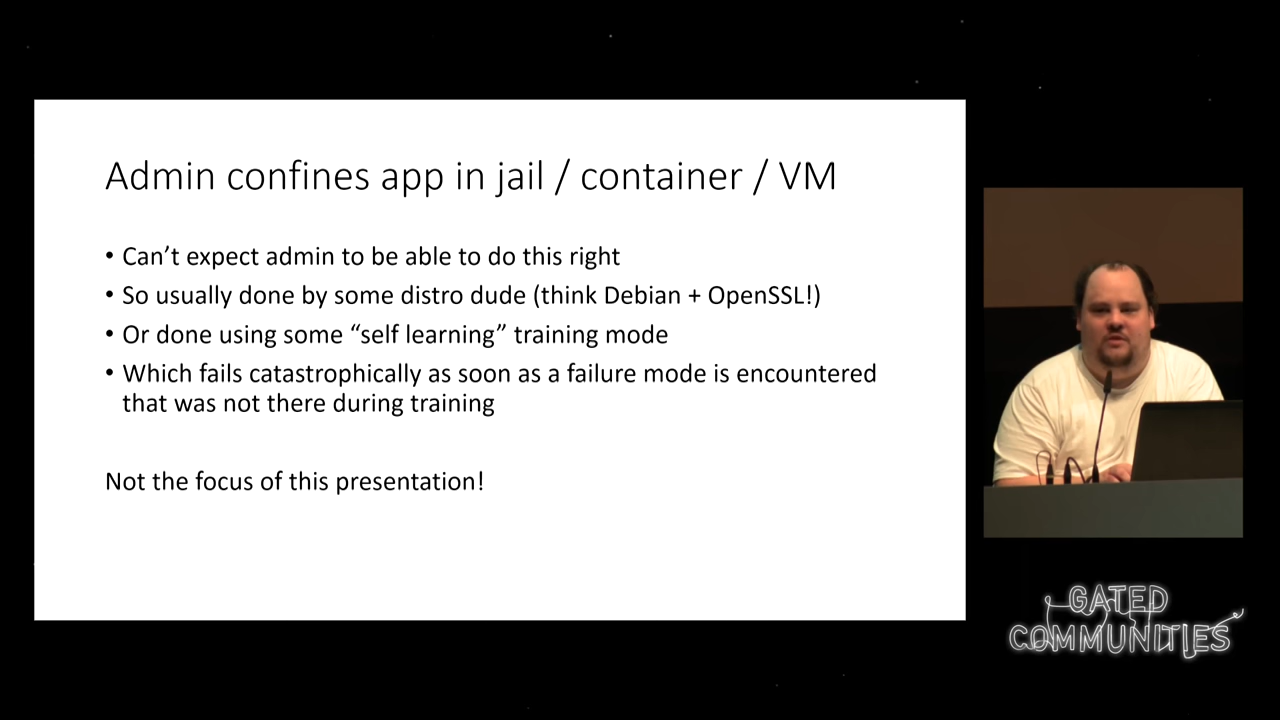 Admin confines app in jail / container / VM
• Can’t expect admin to be able to do this right
• So usually done by some distro dude (think Debian + OpenSSL!)
• Or done using some “self learning” training mode
• Which fails catastrophically as soon as a failure mode is encountered
that was not there during training
Not the focus of this presentation!
GATED
COMMUNITIES